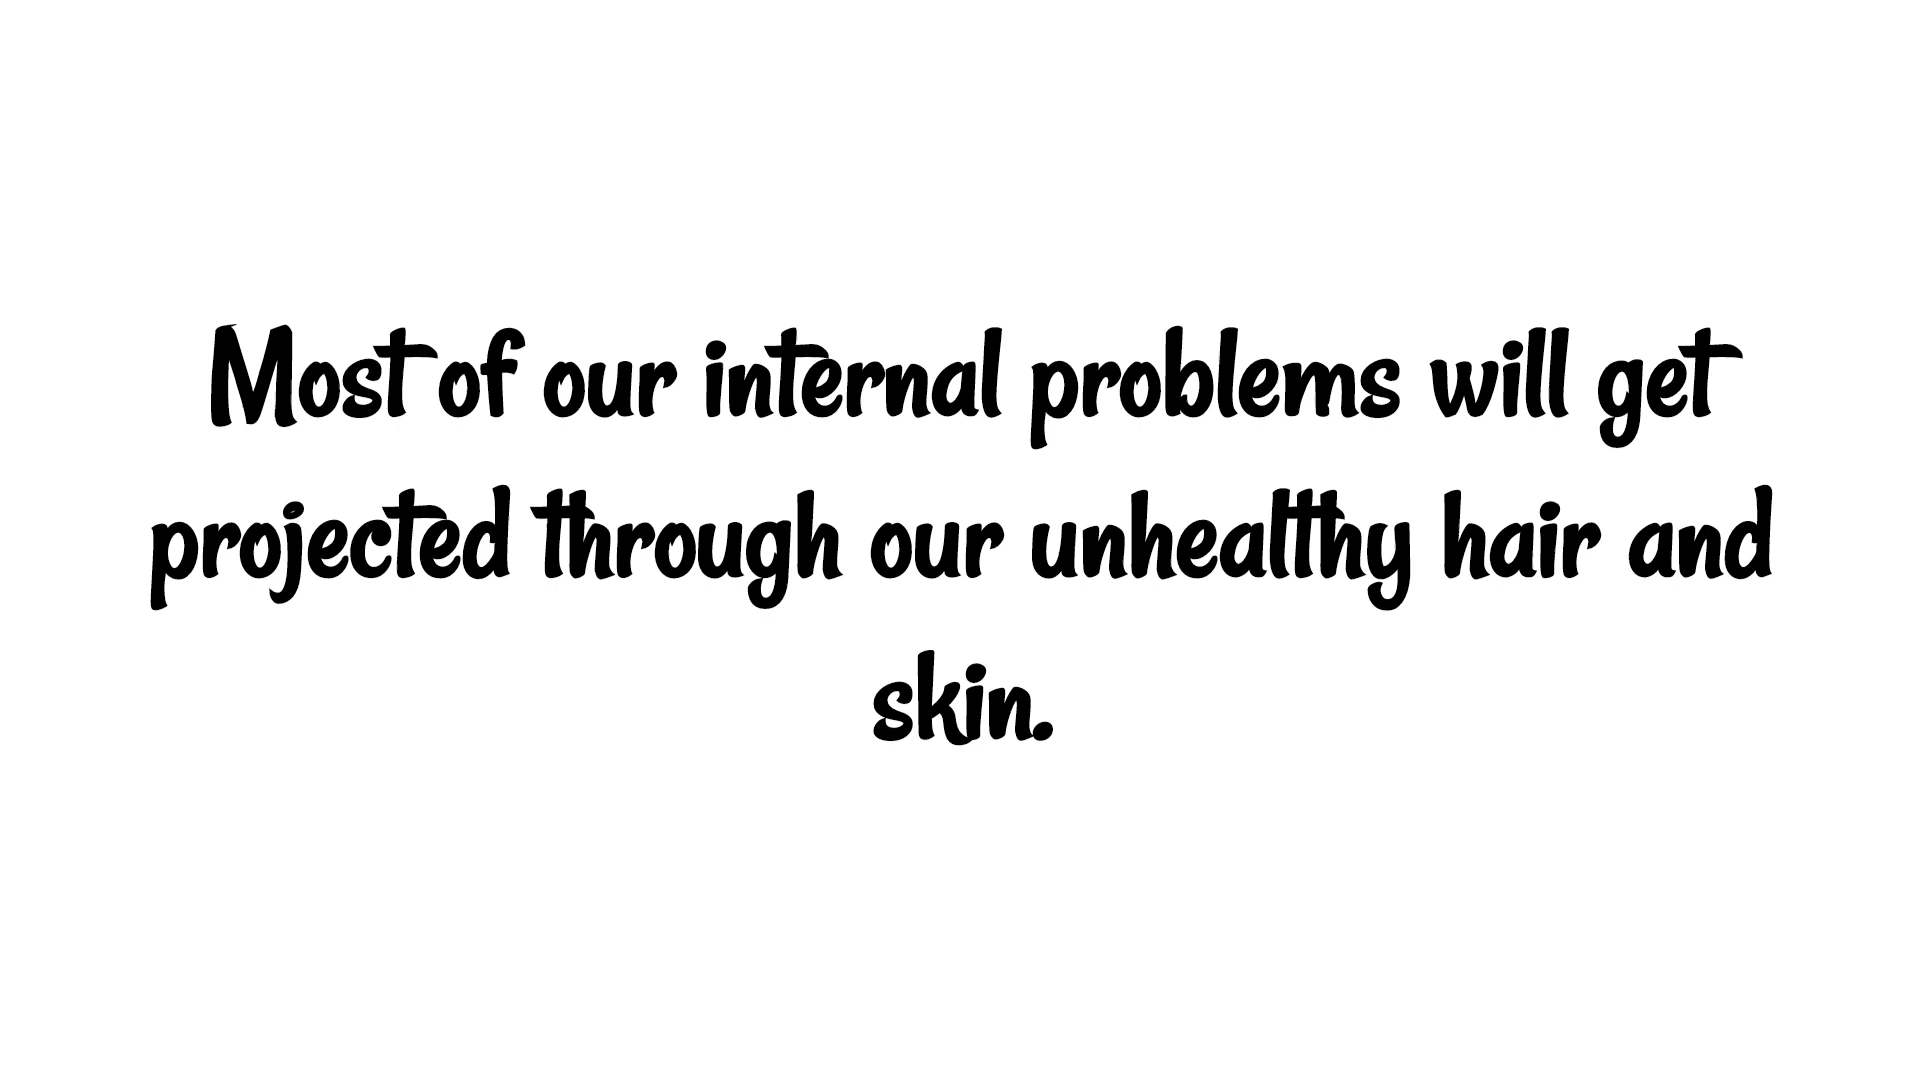 Most of our internal problems will get
projected through our unhealthy hair and
skin.